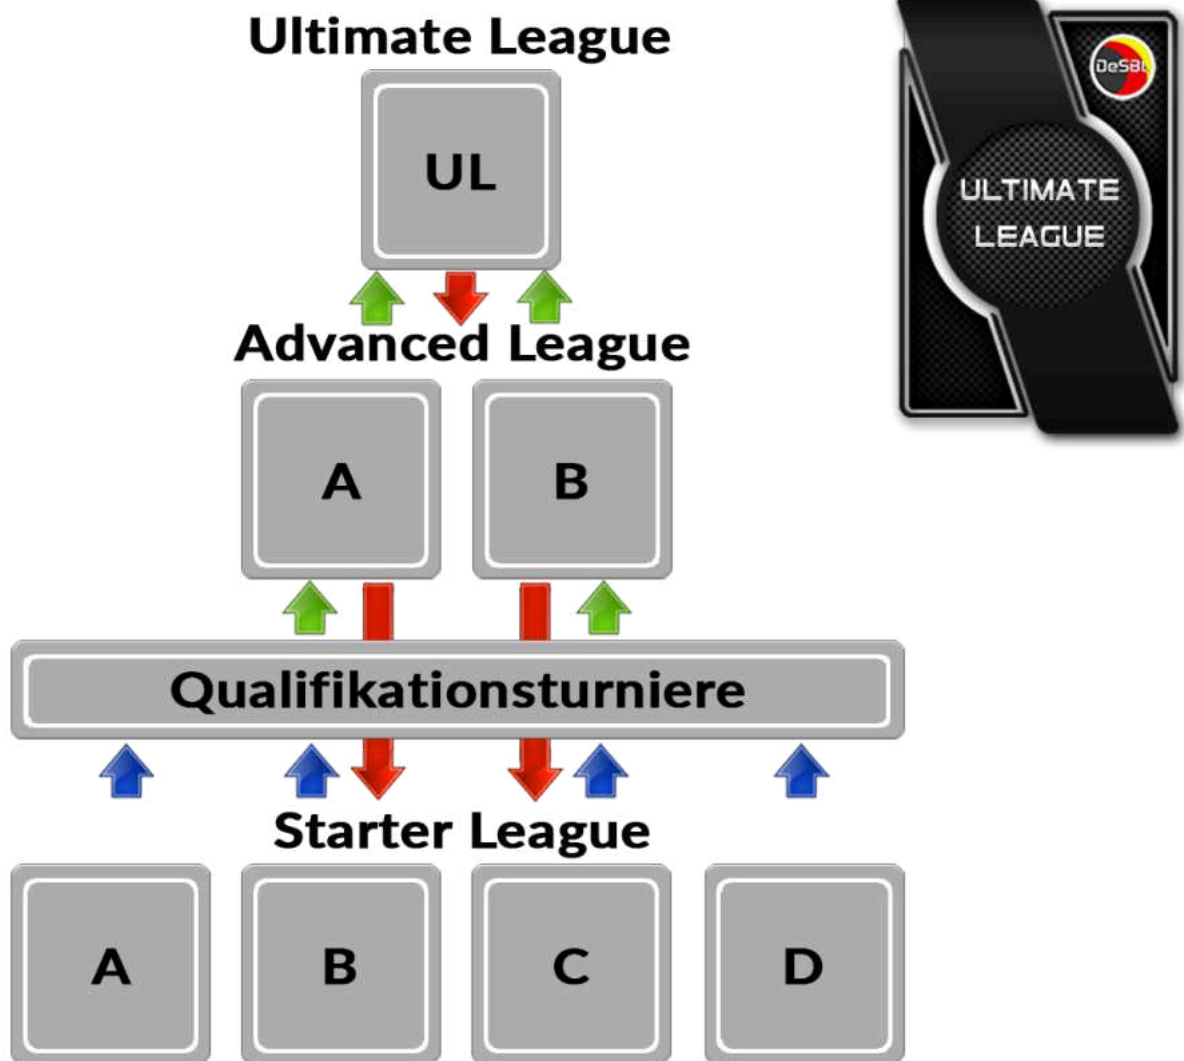 Ultimate League
UL
DeSBL
ULTIMATE
LEAGUE
Advanced League
A
B
Qualifikationsturniere
Starter League
A
B
C
D